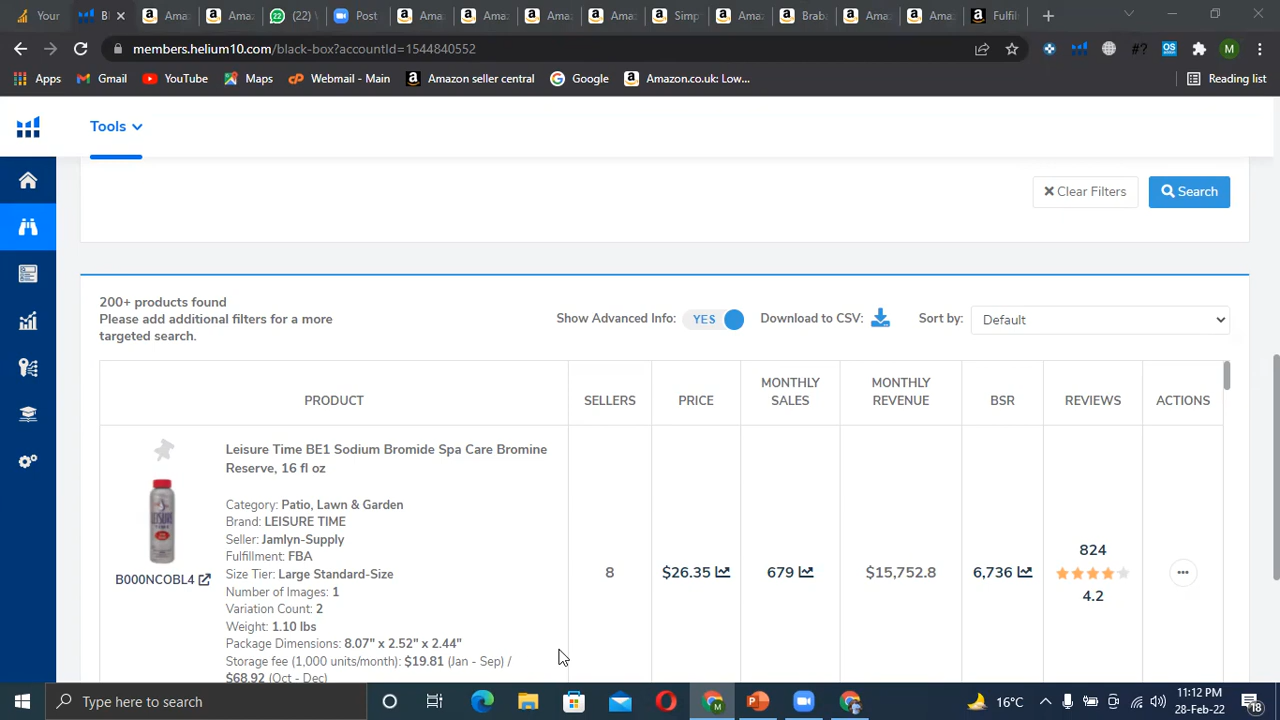 Your
B
Ama
Ama
(22)
Post
Ama
Ama
Ama
Ama
Simp
Ama
Brab
Ama
Ama
Fulfil
members.helium10.com/black-box?accountId=1544840552
M
Apps
Gmail
YouTube
Maps
Webmail - Main
Amazon seller central
Google
Amazon.co.uk: Low...
Reading list
Tools
Clear Filters
Search
200+ products found
Please add additional filters for a more
targeted search.
Show Advanced Info:
YES
Download to CSV:
Sort by:
Default
PRODUCT
SELLERS
PRICE
MONTHLY
SALES
MONTHLY
REVENUE
BSR
REVIEWS
ACTIONS
Leisure Time BE1 Sodium Bromide Spa Care Bromine
Reserve, 16 fl oz
Category: Patio, Lawn & Garden
Brand: LEISURE TIME
Seller: Jamlyn-Supply
Fulfillment: FBA
Size Tier: Large Standard-Size
Number of Images: 1
Variation Count: 2
Weight: 1.10 lbs
Package Dimensions: 8.07" x 2.52" x 2.44"
Storage fee (1,000 units/month): $19.81 (Jan - Sep) /
$68.92 (Oct - Dec)
B000NCOBL4
8
$26.35
679
$15,752.8
6,736
824
4.2
Type here to search
16°C
11:12 PM
28-Feb-22
18